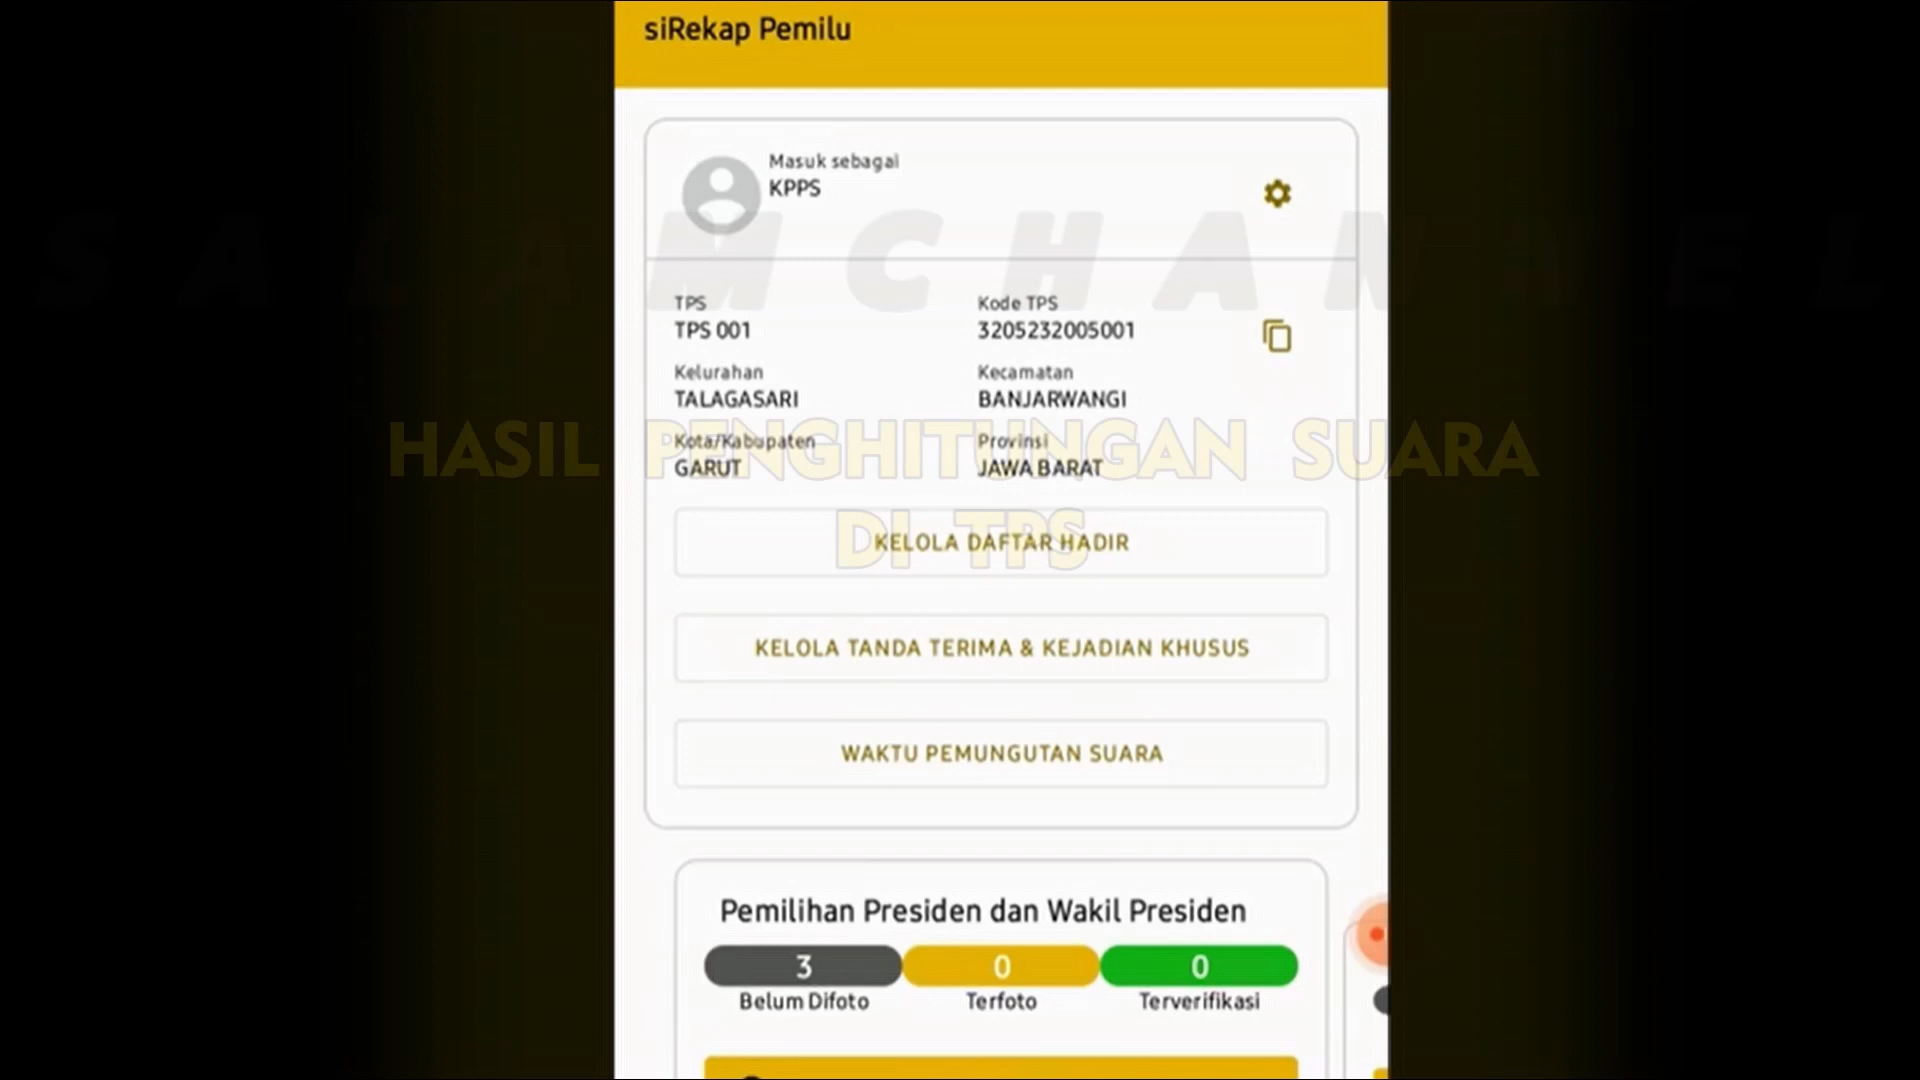 siRekap Pemilu
Masuk sebagai
KPPS
SALAMCHANNEL
TPS
Kode TPS
TPS 001
3205232005001
Kelurahan
Kecamatan
TALAGASARI
BANJARWANGI
HASIL PENGHITUNGAN SUARA
Kota/Kabupaten
Provinsi
GARUT
JAWA BARAT
DI TPS
KELOLA DAFTAR HADIR
KELOLA TANDA TERIMA & KEJADIAN KHUSUS
WAKTU PEMUNGUTAN SUARA
Pemilihan Presiden dan Wakil Presiden
3
0
0
Belum Difoto
Terfoto
Terverifikasi